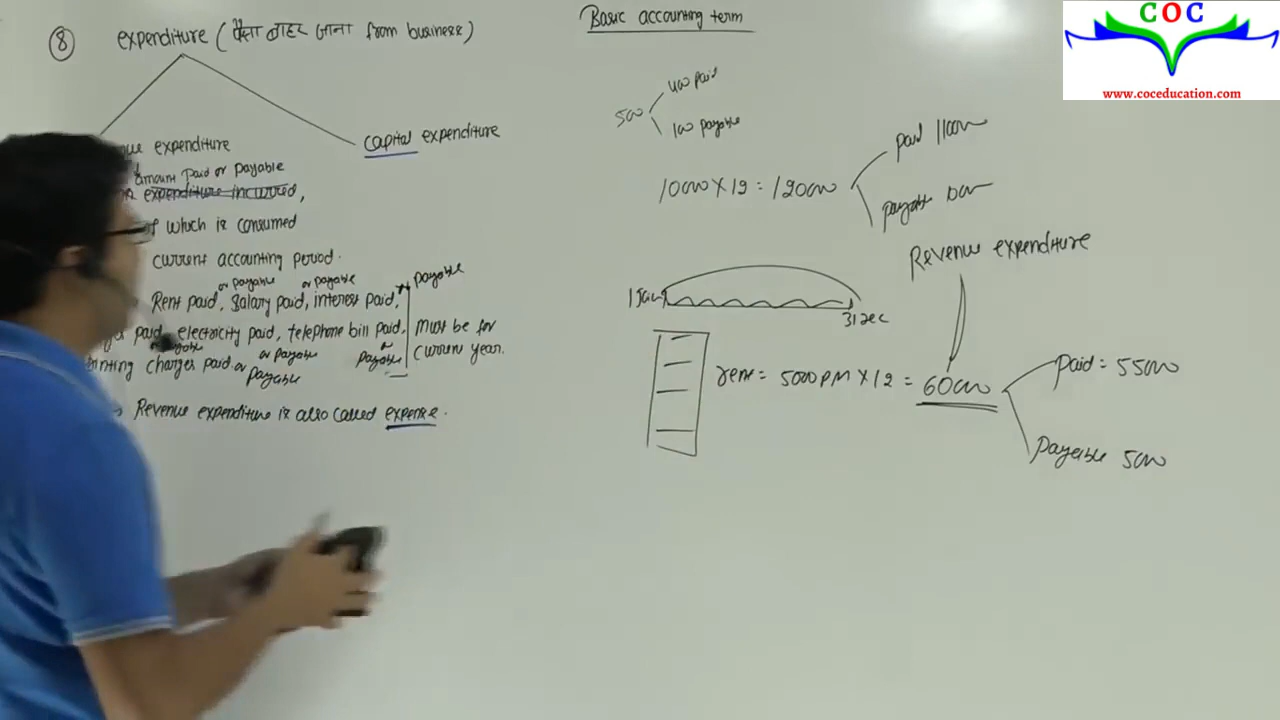 Basic accounting term
COC
www.coceducation.com
⑧ expenditure (पैसा बाहर जाना from business)
expenditure
capital expenditure
amount paid or payable
expenditure incurred,
which is consumed
current accounting period.
or payable or payable
Rent paid, salary paid, interest paid,
payable
paid, electricity paid, telephone bill paid,
must be for
current year.
or payable
or payable
charges paid or payable
Revenue expenditure is also called expense.
500
400 paid
100 payable
10000 X 12 = 120000
paid 110000
payable 10000
Revenue expenditure
1 Jan
31 Dec
rent = 5000 PM X 12 = 60000
Paid = 55000
Payable 5000